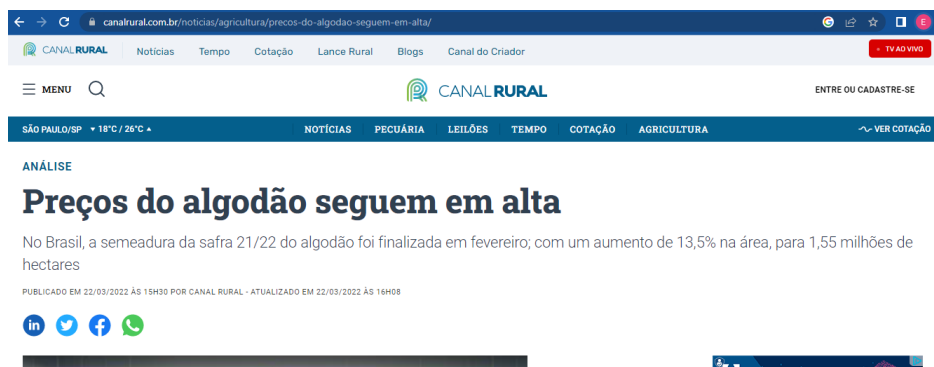 canalrural.com.br/noticias/agricultura/precos-do-algodao-seguem-em-alta/
CANAL RURAL Notícias Tempo Cotação Lance Rural Blogs Canal do Criador TV AO VIVO
MENU CANAL RURAL ENTRE OU CADASTRE-SE
SÃO PAULO/SP ▾ 18°C / 26°C ▴ NOTÍCIAS PECUÁRIA LEILÕES TEMPO COTAÇÃO AGRICULTURA VER COTAÇÃO
ANÁLISE
Preços do algodão seguem em alta
No Brasil, a semeadura da safra 21/22 do algodão foi finalizada em fevereiro; com um aumento de 13,5% na área, para 1,55 milhões de
hectares
PUBLICADO EM 22/03/2022 ÀS 15H30 POR CANAL RURAL - ATUALIZADO EM 22/03/2022 ÀS 16H08